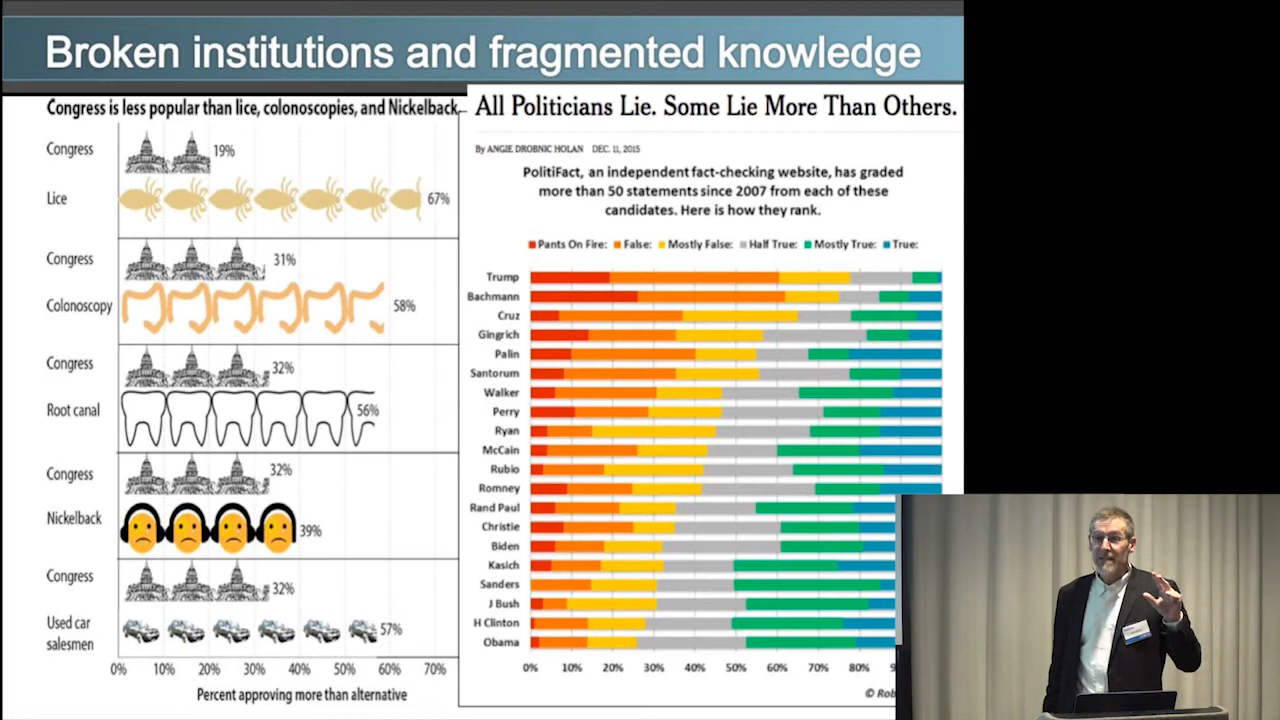 Broken institutions and fragmented knowledge
Congress is less popular than lice, colonoscopies, and Nickelback
Congress
19%
Lice
67%
Congress
31%
Colonoscopy
58%
Congress
32%
Root canal
56%
Congress
32%
Nickelback
39%
Congress
32%
Used car
salesmen
57%
0% 10% 20% 30% 40% 50% 60% 70%
Percent approving more than alternative
All Politicians Lie. Some Lie More Than Others.
By ANGIE DROBNIC HOLAN DEC. 11, 2015
PolitiFact, an independent fact-checking website, has graded
more than 50 statements since 2007 from each of these
candidates. Here is how they rank.
Pants On Fire: False: Mostly False: Half True: Mostly True: True:
Trump
Bachmann
Cruz
Gingrich
Palin
Santorum
Walker
Perry
Ryan
McCain
Rubio
Romney
Rand Paul
Christie
Biden
Kasich
Sanders
J Bush
H Clinton
Obama
0% 10% 20% 30% 40% 50% 60% 70% 80%
© Rob